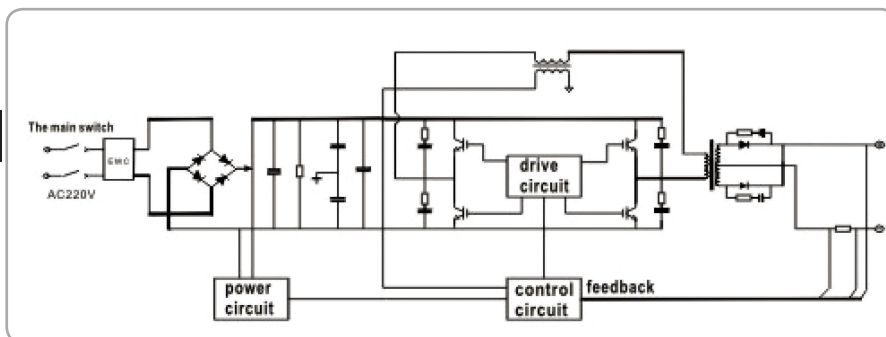 The main switch
EMC
AC220V
drive
circuit
power
circuit
control
circuit
feedback